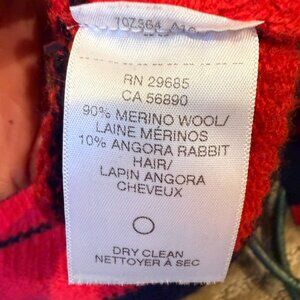 RN 29685
CA 56890
90% MERINO WOOL/
LAINE MÉRINOS
10% ANGORA RABBIT
HAIR/
LAPIN ANGORA
CHEVEUX
DRY CLEAN
NETTOYER À SEC